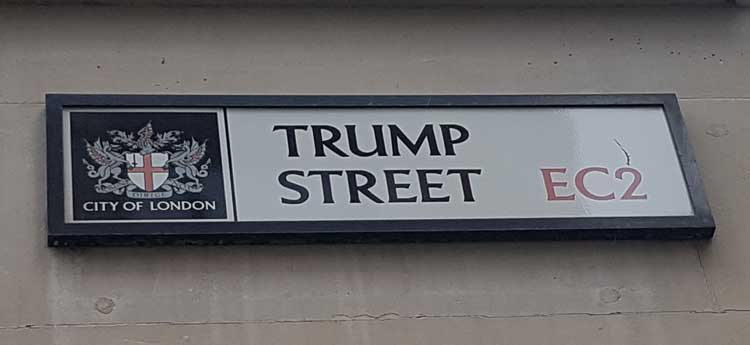 TRUMP
STREET
EC2
CITY OF LONDON